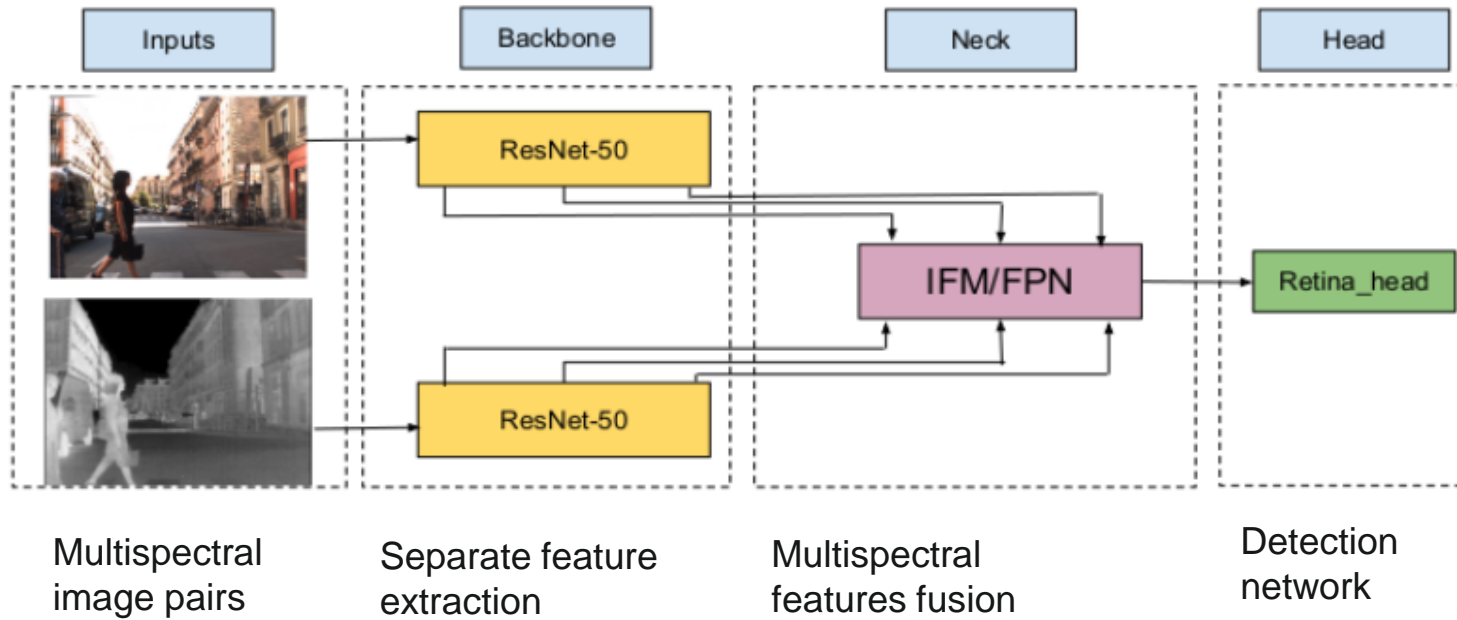 Inputs
Backbone
Neck
Head
ResNet-50
IFM/FPN
Retina_head
ResNet-50
Multispectral
image pairs
Separate feature
extraction
Multispectral
features fusion
Detection
network